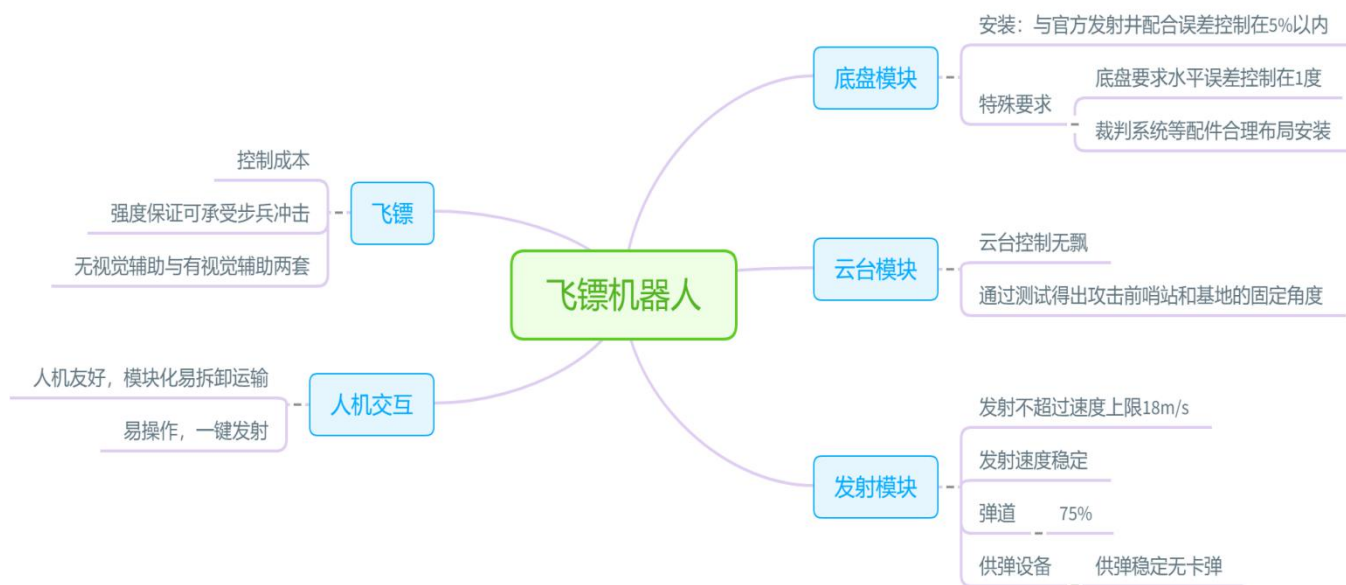 飞镖机器人
底盘模块
安装：与官方发射井配合误差控制在5%以内
特殊要求
底盘要求水平误差控制在1度
裁判系统等配件合理布局安装
云台模块
云台控制无飘
通过测试得出攻击前哨站和基地的固定角度
发射模块
发射不超过速度上限18m/s
发射速度稳定
弹道
75%
供弹设备
供弹稳定无卡弹
飞镖
控制成本
强度保证可承受步兵冲击
无视觉辅助与有视觉辅助两套
人机交互
人机友好，模块化易拆卸运输
易操作，一键发射